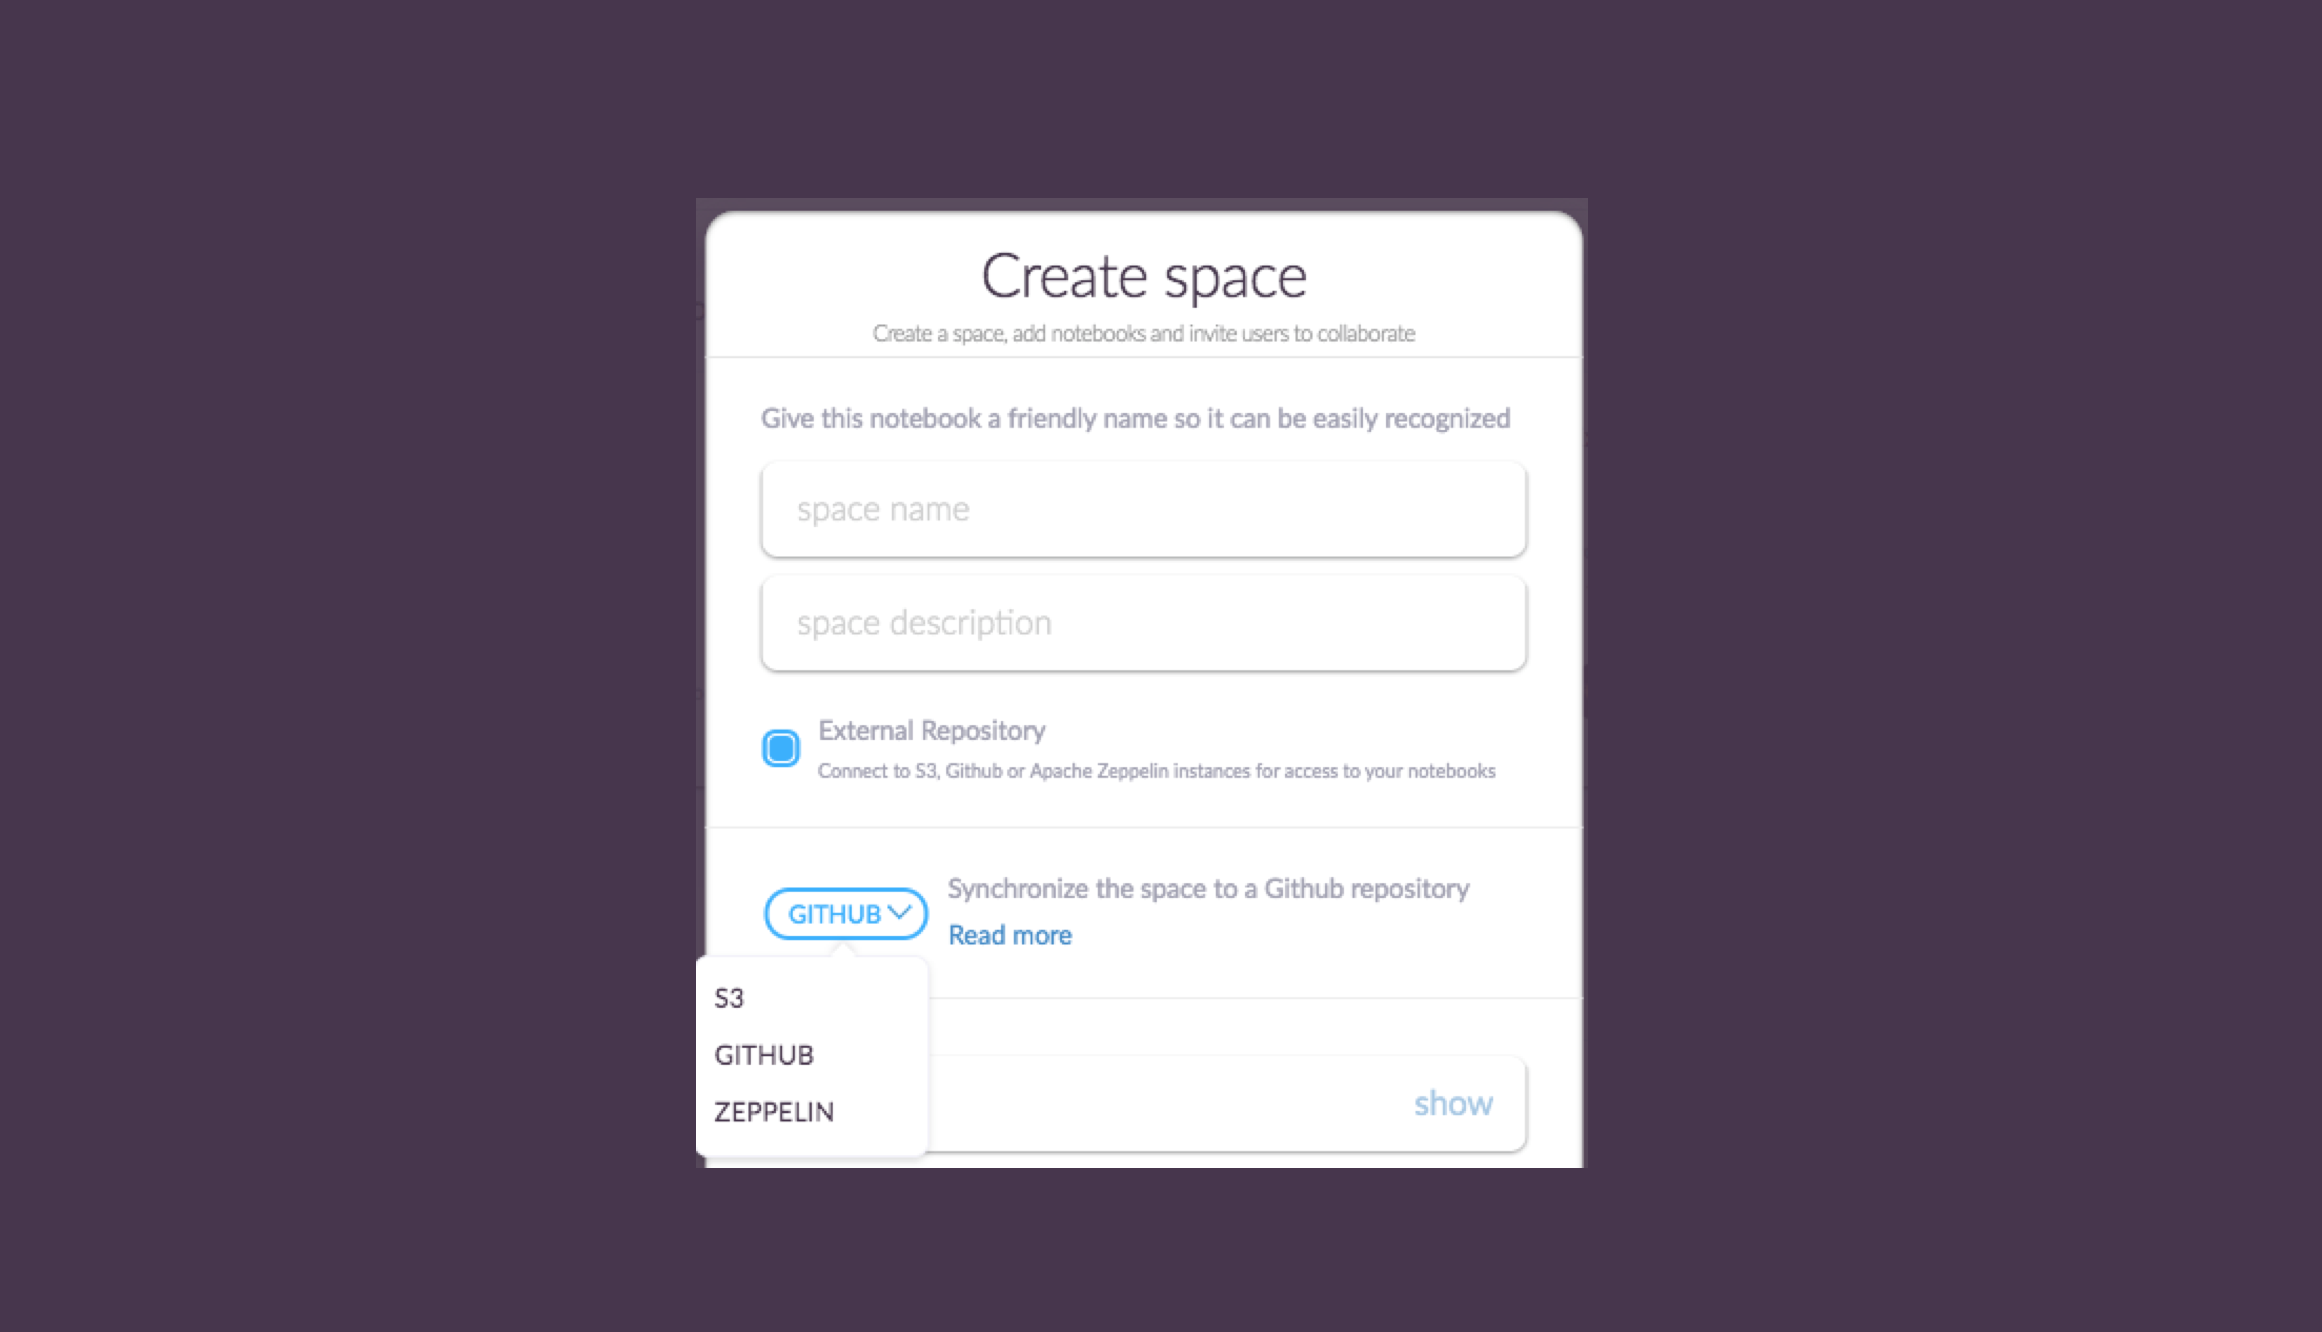 Create space
Create a space, add notebooks and invite users to collaborate
Give this notebook a friendly name so it can be easily recognized
space name
space description
External Repository
Connect to S3, Github or Apache Zeppelin instances for access to your notebooks
Synchronize the space to a Github repository
GITHUB
Read more
S3
GITHUB
ZEPPELIN
show